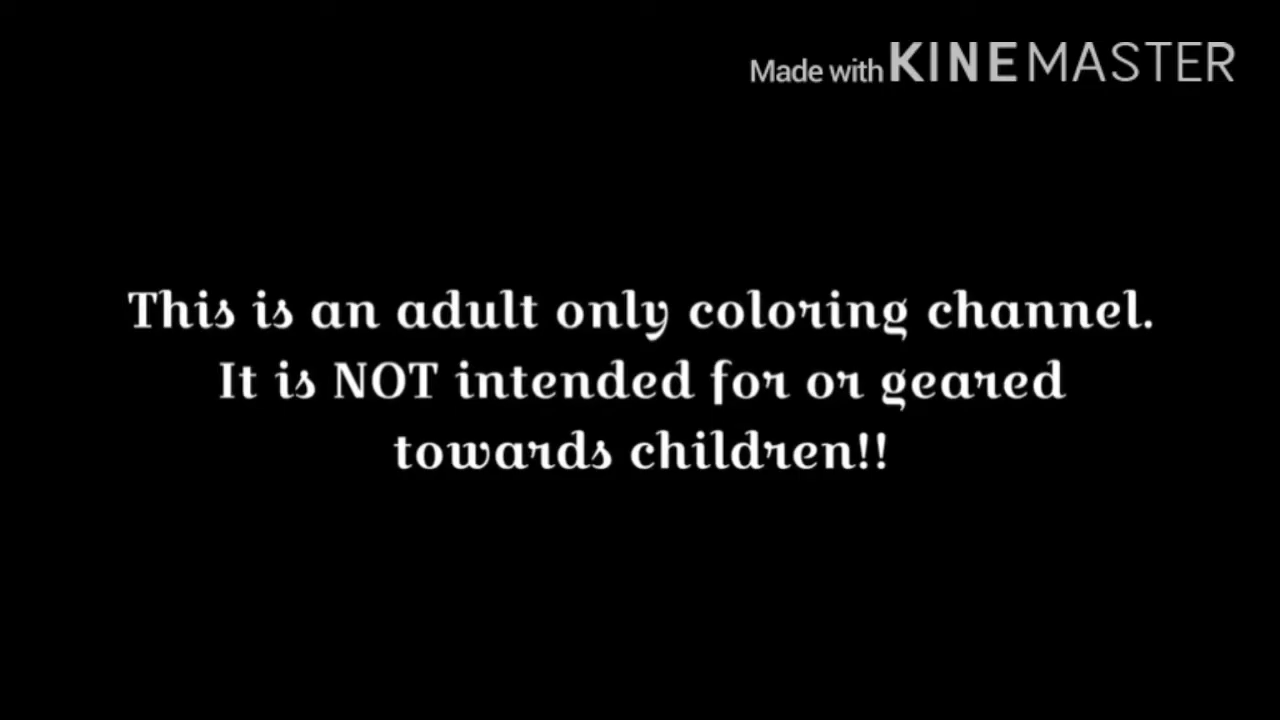 Made with KINEMASTER
This is an adult only coloring channel.
It is NOT intended for or geared
towards children!!